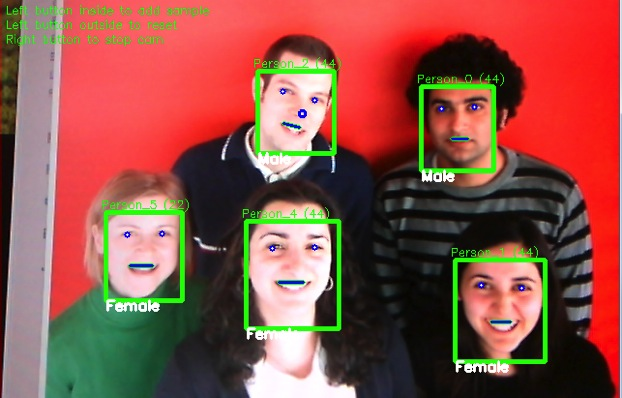 Left button inside to add sample
Left button outside to reset
Right button to stop cam
Person_2 (44)
Person_0 (44)
Male
Male
Person_5 (22)
Person_4 (44)
Person_1 (44)
Female
Female
Female